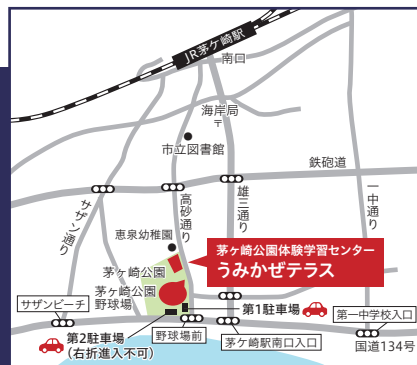 JR茅ケ崎駅
南口
海岸局
〒
市立図書館
鉄砲道
サザン通り
高砂通り
雄三通り
一中通り
恵泉幼稚園
茅ケ崎公園体験学習センター
うみかぜテラス
茅ケ崎公園
茅ケ崎公園
野球場
サザンビーチ
第1駐車場
第一中学校入口
第2駐車場
(右折進入不可)
野球場前
茅ケ崎駅南口入口
国道134号